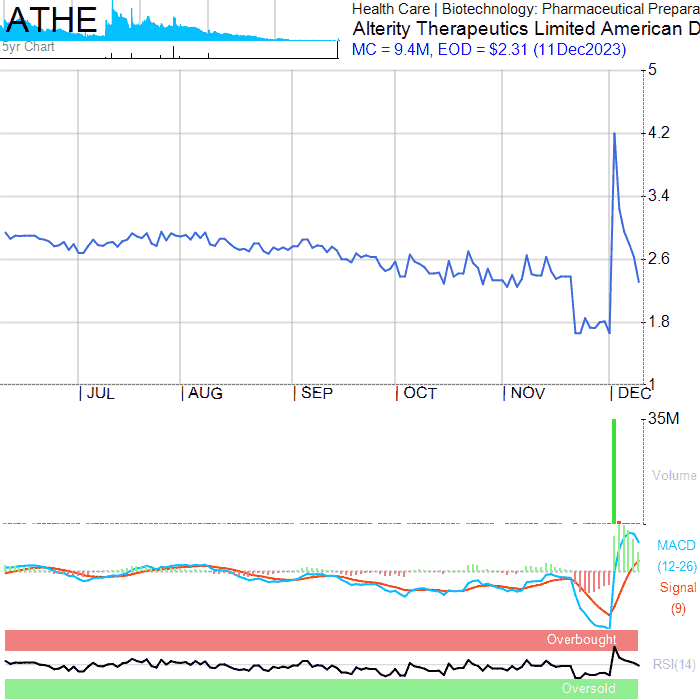 ATHE
5yr Chart
Health Care | Biotechnology: Pharmaceutical Prepara
Alterity Therapeutics Limited American D
MC = 9.4M, EOD = $2.31 (11Dec2023)
5
4.2
3.4
2.6
1.8
1
| JUL | AUG | SEP | OCT | NOV | DEC
35M
Volume
MACD
(12-26)
Signal
(9)
Overbought
RSI(14)
Oversold